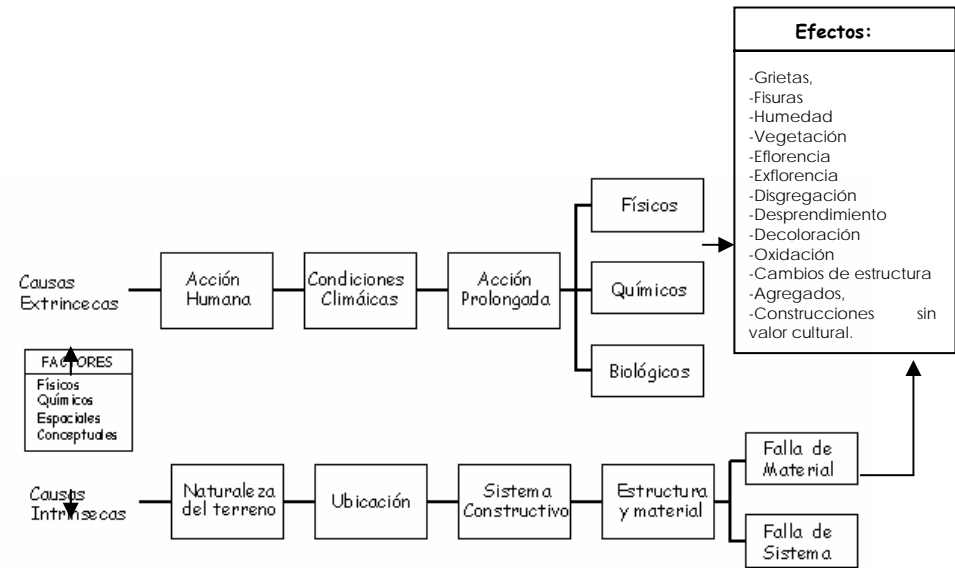 Efectos:
-Grietas,
-Fisuras
-Humedad
-Vegetación
-Eflorencia
-Exflorencia
-Disgregación
-Desprendimiento
-Decoloración
-Oxidación
-Cambios de estructura
-Agregados,
-Construcciones sin
valor cultural.
Causas
Extrincecas
Acción
Humana
Condiciones
Climáicas
Acción
Prolongada
Físicos
Químicos
Biológicos
FACTORES
Físicos
Químicos
Espaciales
Conceptuales
Causas
Intrinsecas
Naturaleza
del terreno
Ubicación
Sistema
Constructivo
Estructura
y material
Falla de
Material
Falla de
Sistema